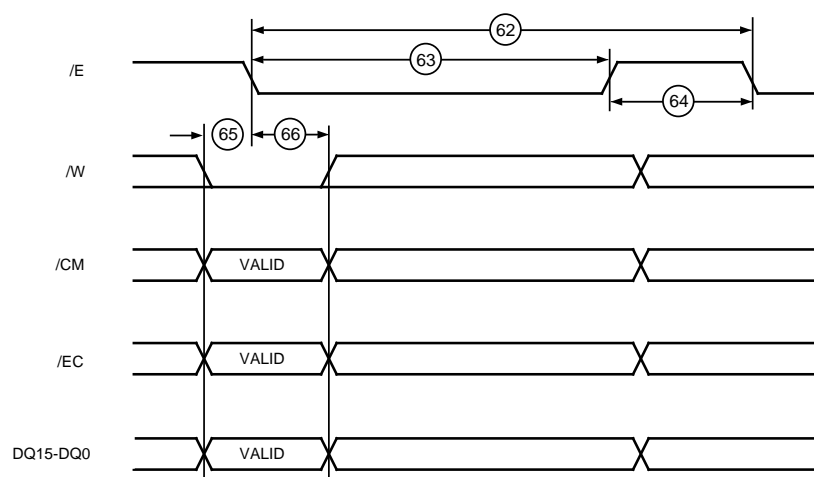 62
63
/E
64
65
66
/W
/CM
VALID
/EC
VALID
DQ15-DQ0
VALID